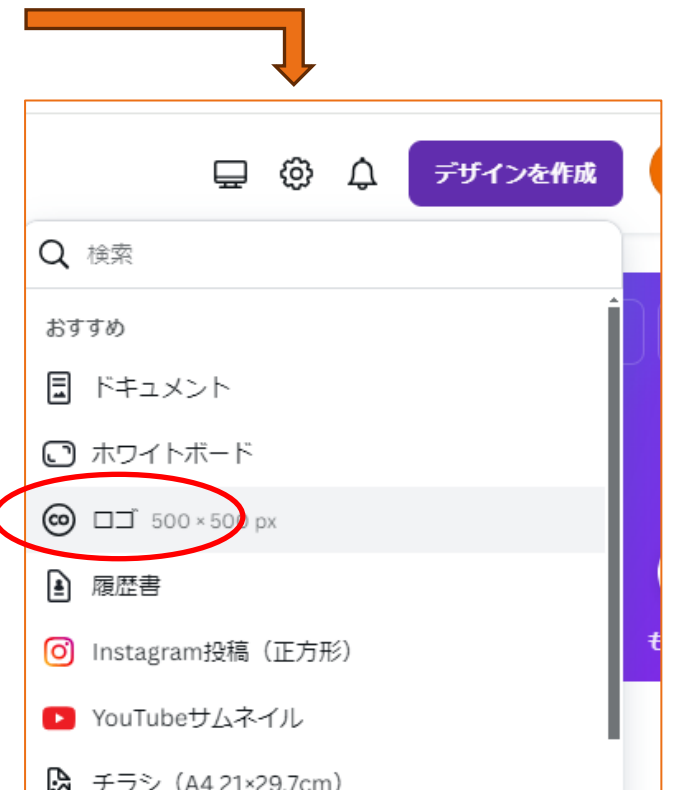 デザインを作成
検索
おすすめ
ドキュメント
ホワイトボード
co ロゴ 500 × 500 px
履歴書
Instagram投稿（正方形）
YouTubeサムネイル
も
チラシ（A4 21×29.7cm）